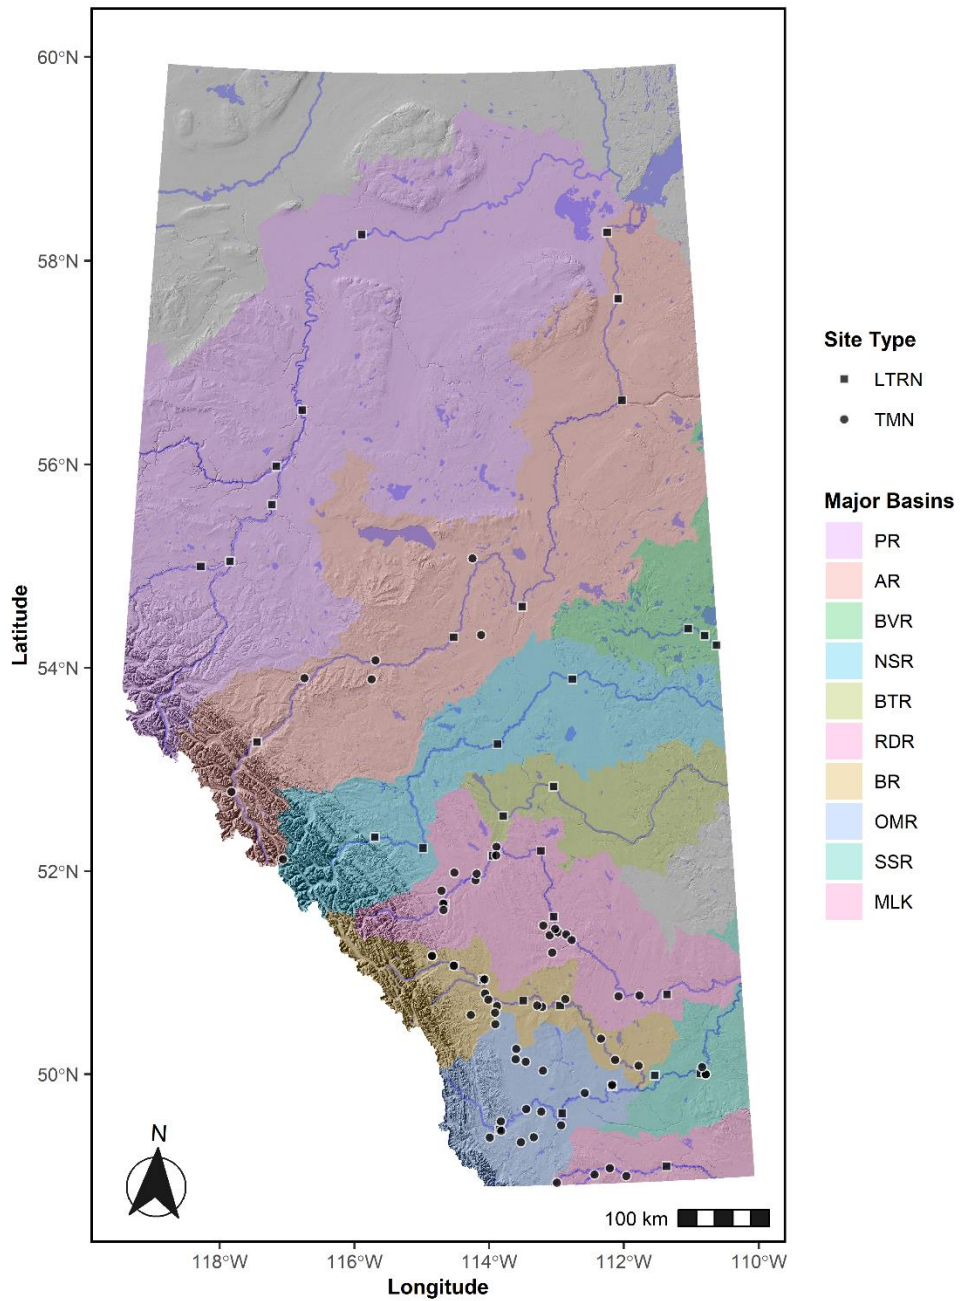 60°N
58°N
56°N
54°N
52°N
50°N
Latitude
118°W
116°W
114°W
112°W
110°W
Longitude
N
100 km
Site Type
LTRN
TMN
Major Basins
PR
AR
BVR
NSR
BTR
RDR
BR
OMR
SSR
MLK